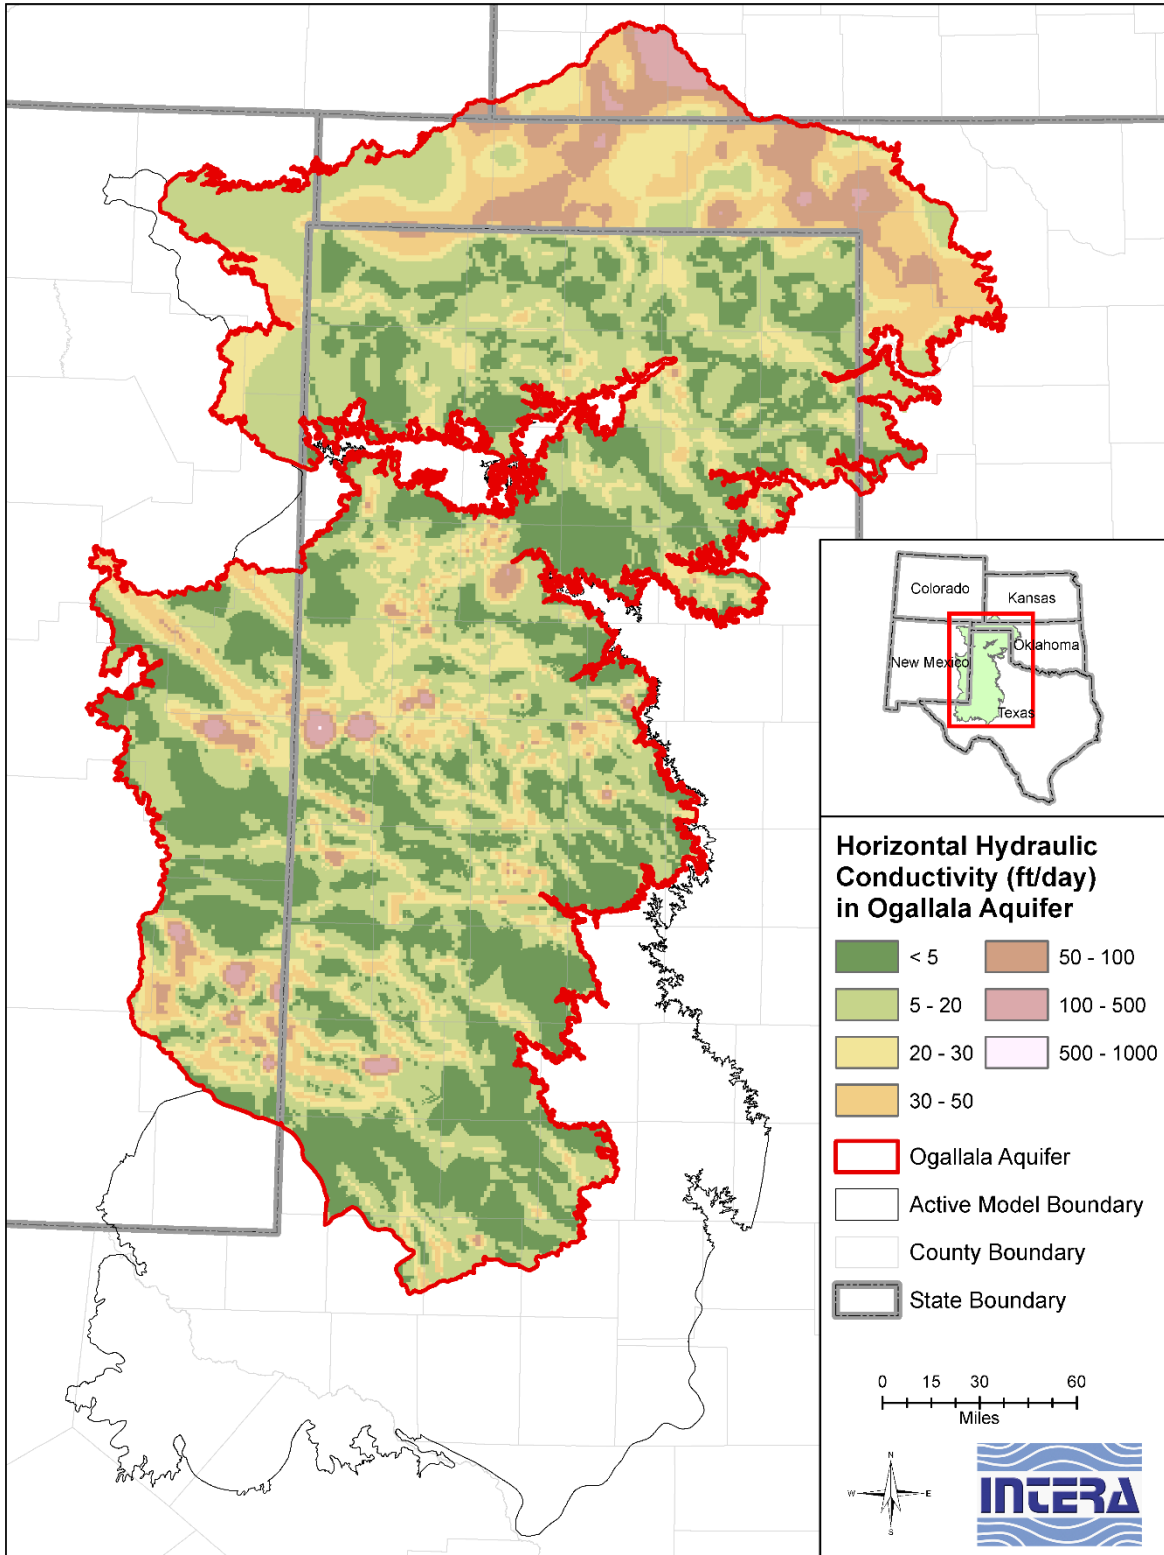 Colorado
Kansas
New Mexico
Oklahoma
Texas
Horizontal Hydraulic
Conductivity (ft/day)
in Ogallala Aquifer
< 5
50 - 100
5 - 20
100 - 500
20 - 30
500 - 1000
30 - 50
Ogallala Aquifer
Active Model Boundary
County Boundary
State Boundary
0 15 30 60
Miles
N
W E
S
INTERA